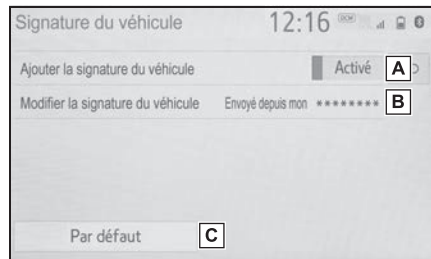 Signature du véhicule 12:16
Ajouter la signature du véhicule Activé A
Modifier la signature du véhicule Envoyé depuis mon ******** B
Par défaut C